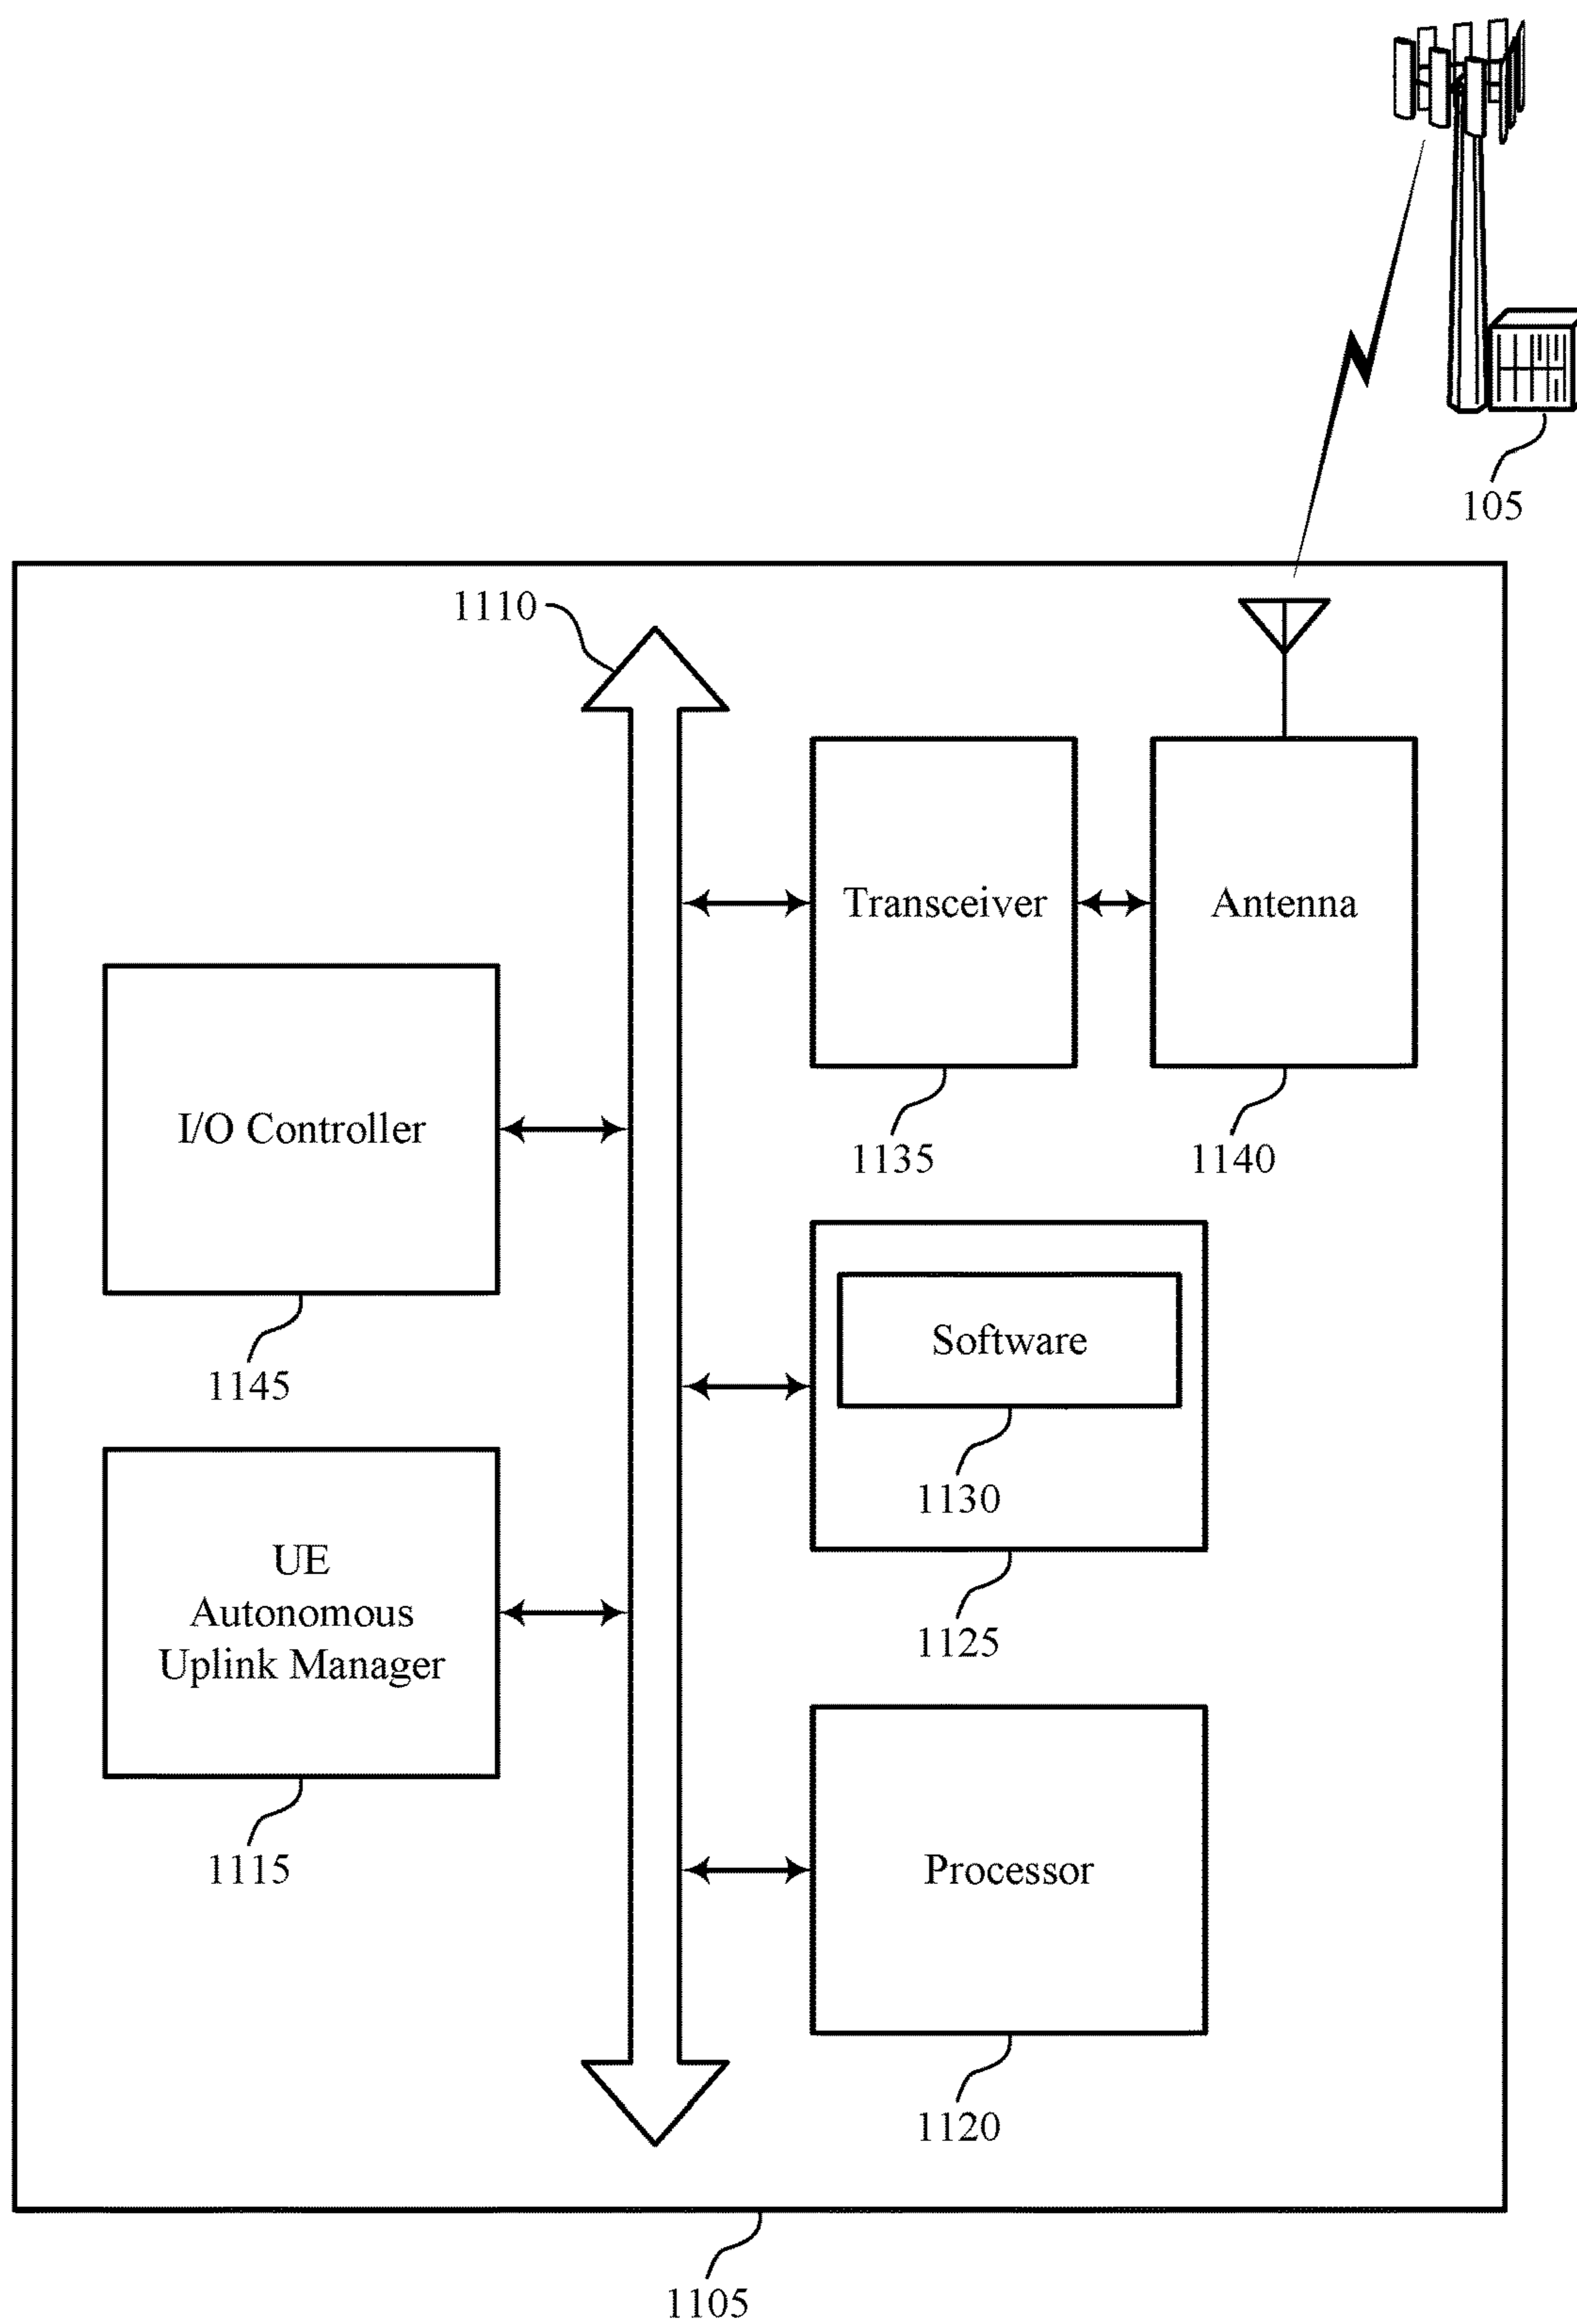 105
1110
Transceiver
Antenna
I/O Controller
1135
1140
Software
1145
1130
UE
Autonomous
Uplink Manager
1125
Processor
1115
1120
1105